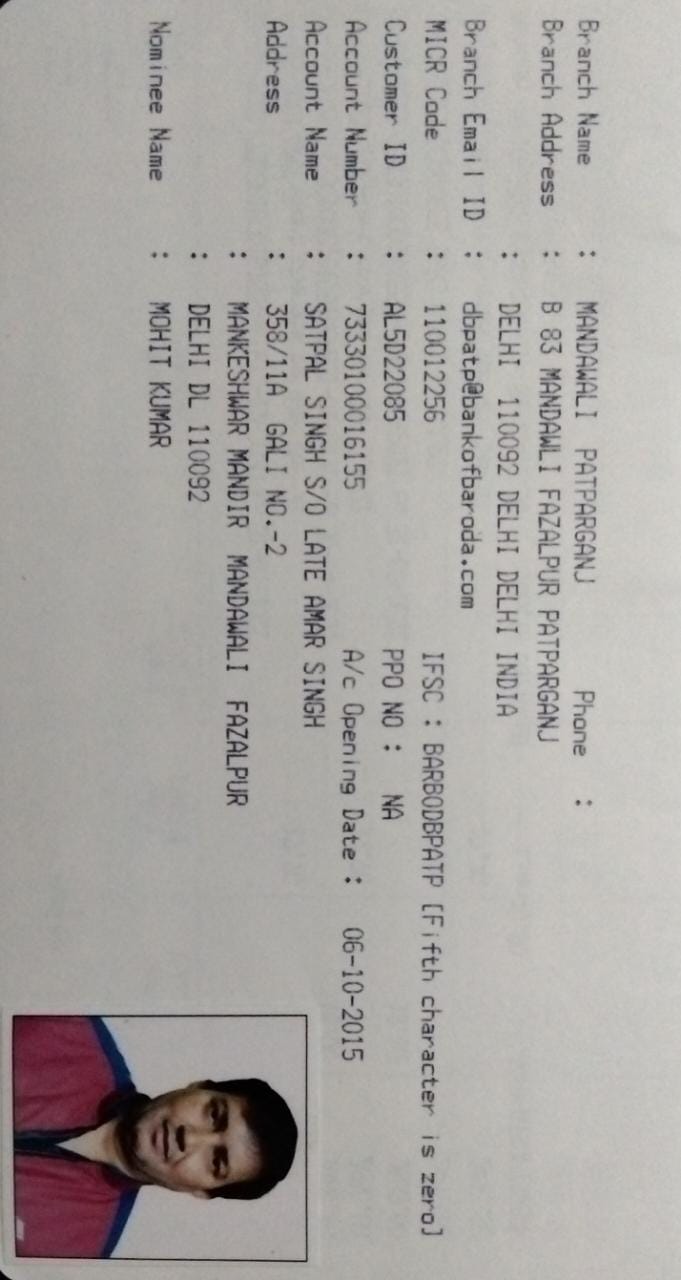 Branch Name : MANDAWALI PATPARGANJ Phone :
Branch Address : B 83 MANDAWLI FAZALPUR PATPARGANJ
: DELHI 110092 DELHI DELHI INDIA
Branch Email ID : dbpatp@bankofbaroda.com
MICR Code : 110012256 IFSC : BARB0DBPATP [Fifth character is zero]
Customer ID : AL5D22085 PPO NO : NA
Account Number : 73330100016155 A/c Opening Date : 06-10-2015
Account Name : SATPAL SINGH S/O LATE AMAR SINGH
Address : 358/11A GALI NO.-2
: MANKESHWAR MANDIR MANDAWALI FAZALPUR
: DELHI DL 110092
Nominee Name : MOHIT KUMAR